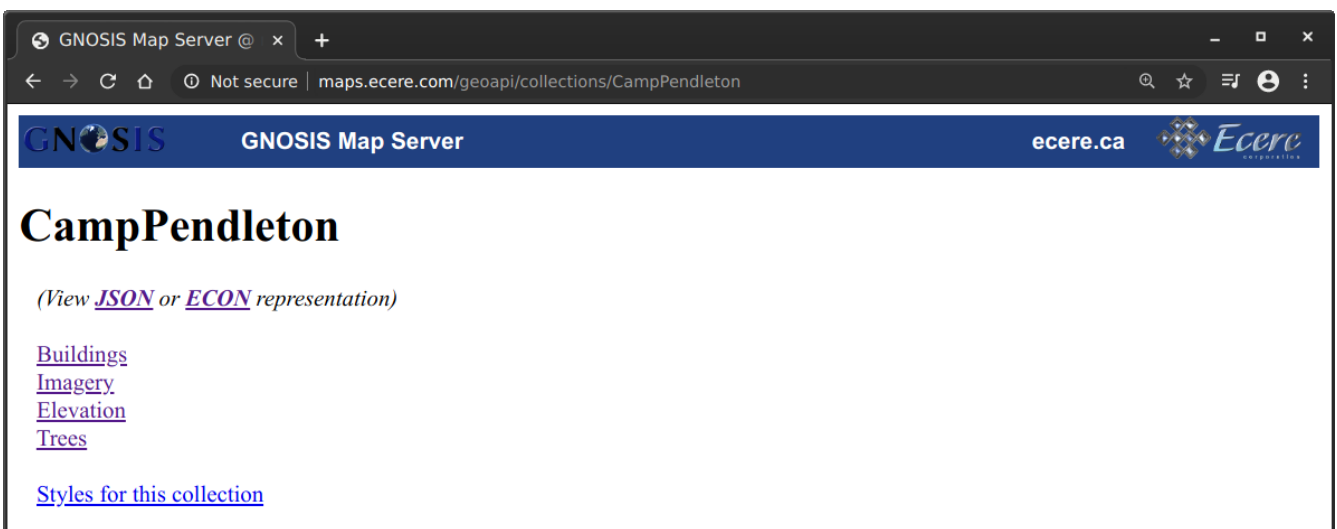 GNOSIS Map Server @
Not secure | maps.ecere.com/geoapi/collections/CampPendleton
GNOSIS GNOSIS Map Server ecere.ca Ecere
corporation
CampPendleton
(View JSON or ECON representation)
Buildings
Imagery
Elevation
Trees
Styles for this collection